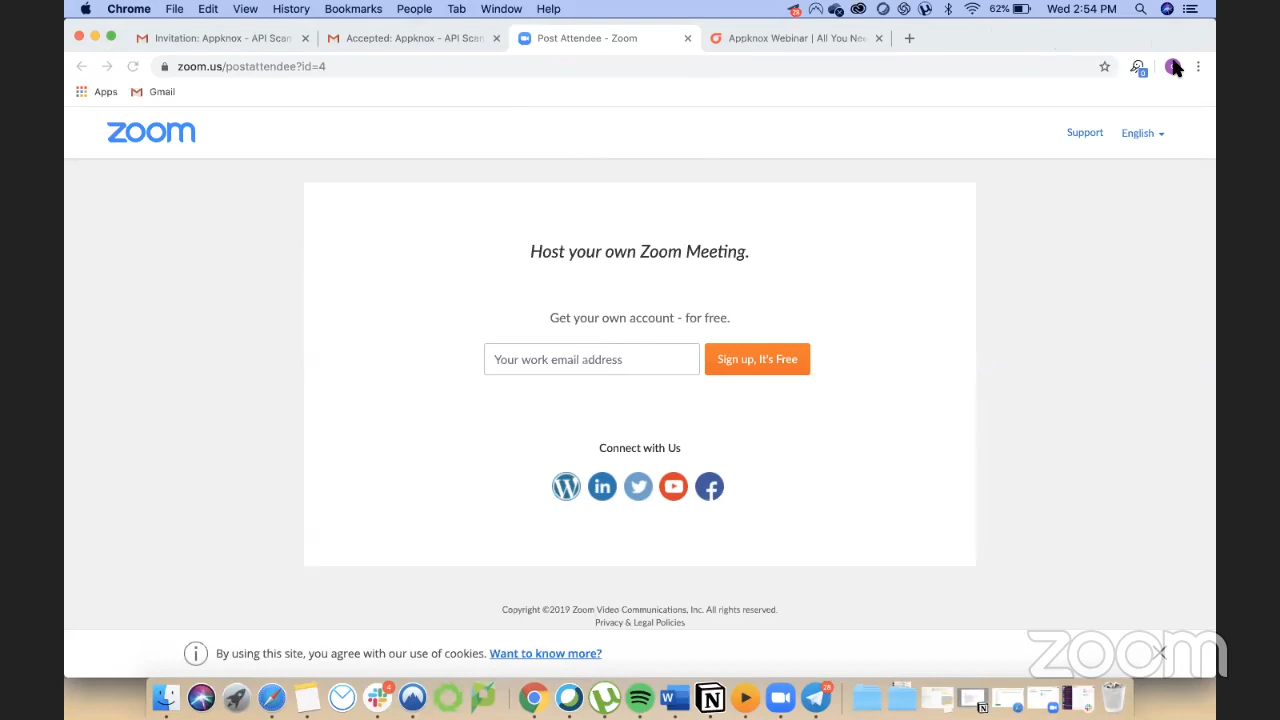 Chrome File Edit View History Bookmarks People Tab Window Help 28 62% Wed 2:54 PM
Invitation: Appknox - API Scan Accepted: Appknox - API Scan Post Attendee - Zoom Appknox Webinar | All You Nee
zoom.us/postattendee?id=4 0
Apps Gmail
zoom Support English
Host your own Zoom Meeting.
Get your own account - for free.
Your work email address Sign up, It's Free
Connect with Us
Copyright ©2019 Zoom Video Communications, Inc. All rights reserved.
Privacy & Legal Policies
By using this site, you agree with our use of cookies. Want to know more?
zoom
4 28